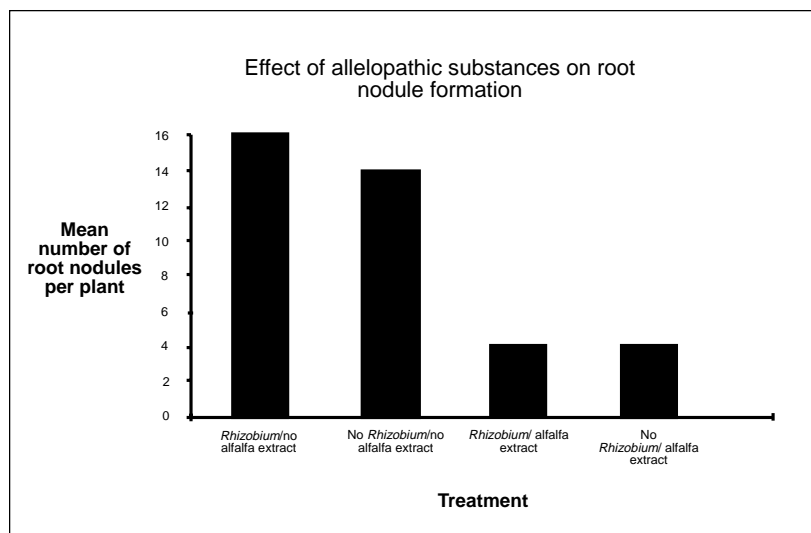 Effect of allelopathic substances on root
nodule formation
Mean
number of
root nodules
per plant
16
14
12
10
8
6
4
2
0
Rhizobium/no
alfalfa extract
No Rhizobium/no
alfalfa extract
Rhizobium/ alfalfa
extract
No
Rhizobium/ alfalfa
extract
Treatment